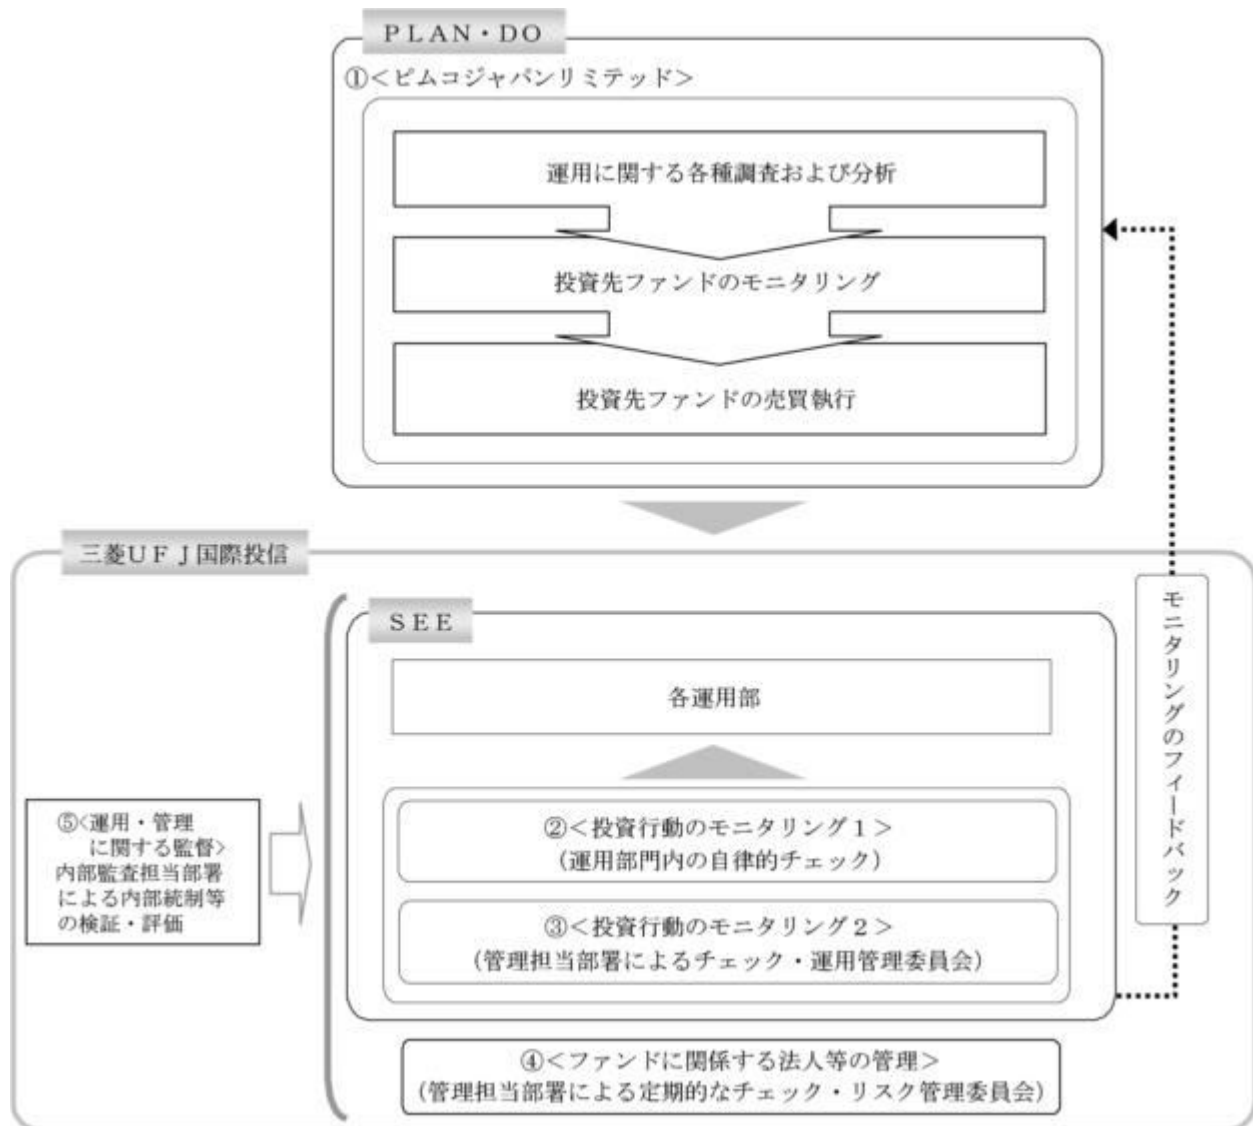 PLAN・DO
①<ピムコジャパンリミテッド>
運用に関する各種調査および分析
投資先ファンドのモニタリング
投資先ファンドの売買執行
三菱UFJ国際投信
SEE
各運用部
②<投資行動のモニタリング1>
(運用部門内の自律的チェック)
③<投資行動のモニタリング2>
(管理担当部署によるチェック・運用管理委員会)
④<ファンドに関係する法人等の管理>
(管理担当部署による定期的なチェック・リスク管理委員会)
⑤<運用・管理
に関する監督>
内部監査担当部署
による内部統制等
の検証・評価
モニタリングのフィードバック